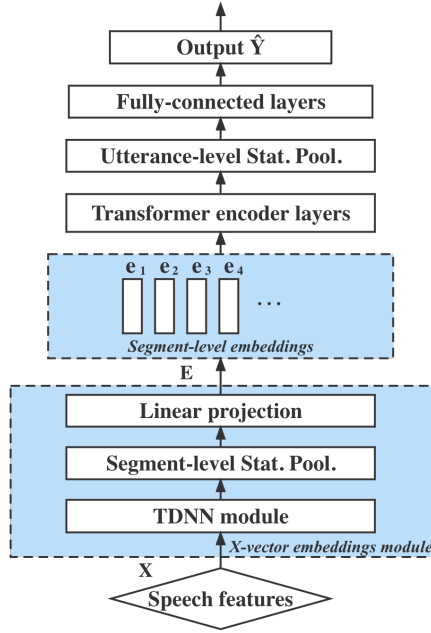 Output Ŷ
Fully-connected layers
Utterance-level Stat. Pool.
Transformer encoder layers
e1 e2 e3 e4
...
Segment-level embeddings
E
Linear projection
Segment-level Stat. Pool.
TDNN module
X-vector embeddings module
X
Speech features